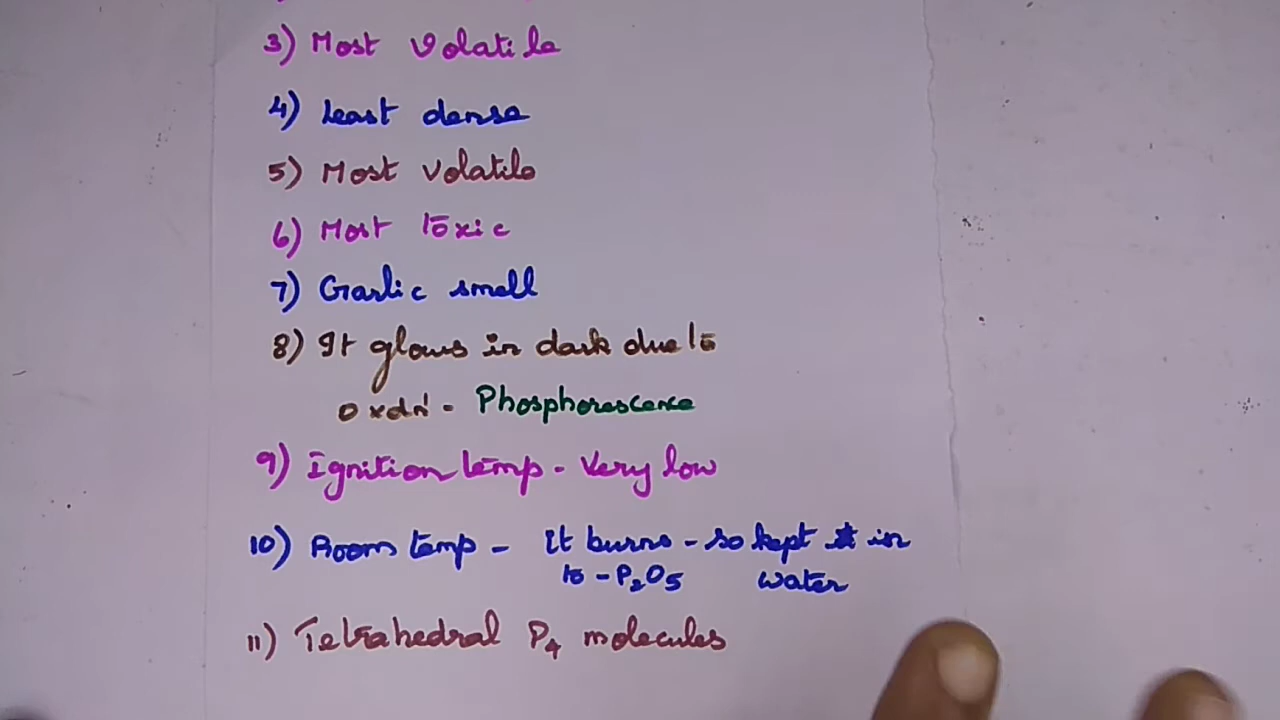 3) Most Volatile
4) Least dense
5) Most Volatile
6) Most toxic
7) Garlic smell
8) It glows in dark due to
oxdn' - Phosphorescence
9) Ignition temp - Very low
10) Room temp - It burns - so kept in
to - P₂O₅ water
11) Tetrahedral P₄ molecules